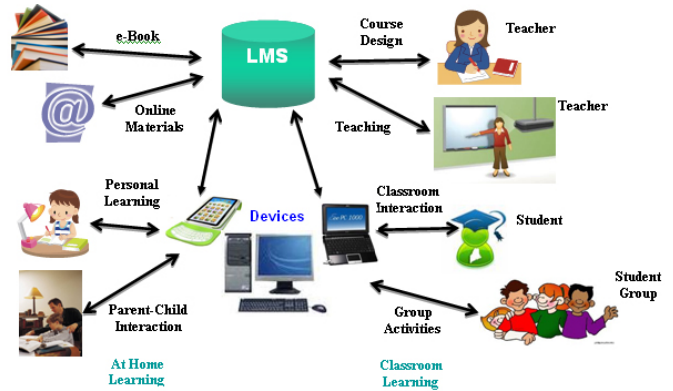 e-Book
LMS
Course
Design
Teacher
Online
Materials
Teaching
Teacher
Personal
Learning
Devices
Classroom
Interaction
Student
Parent-Child
Interaction
Group
Activities
Student
Group
At Home
Learning
Classroom
Learning